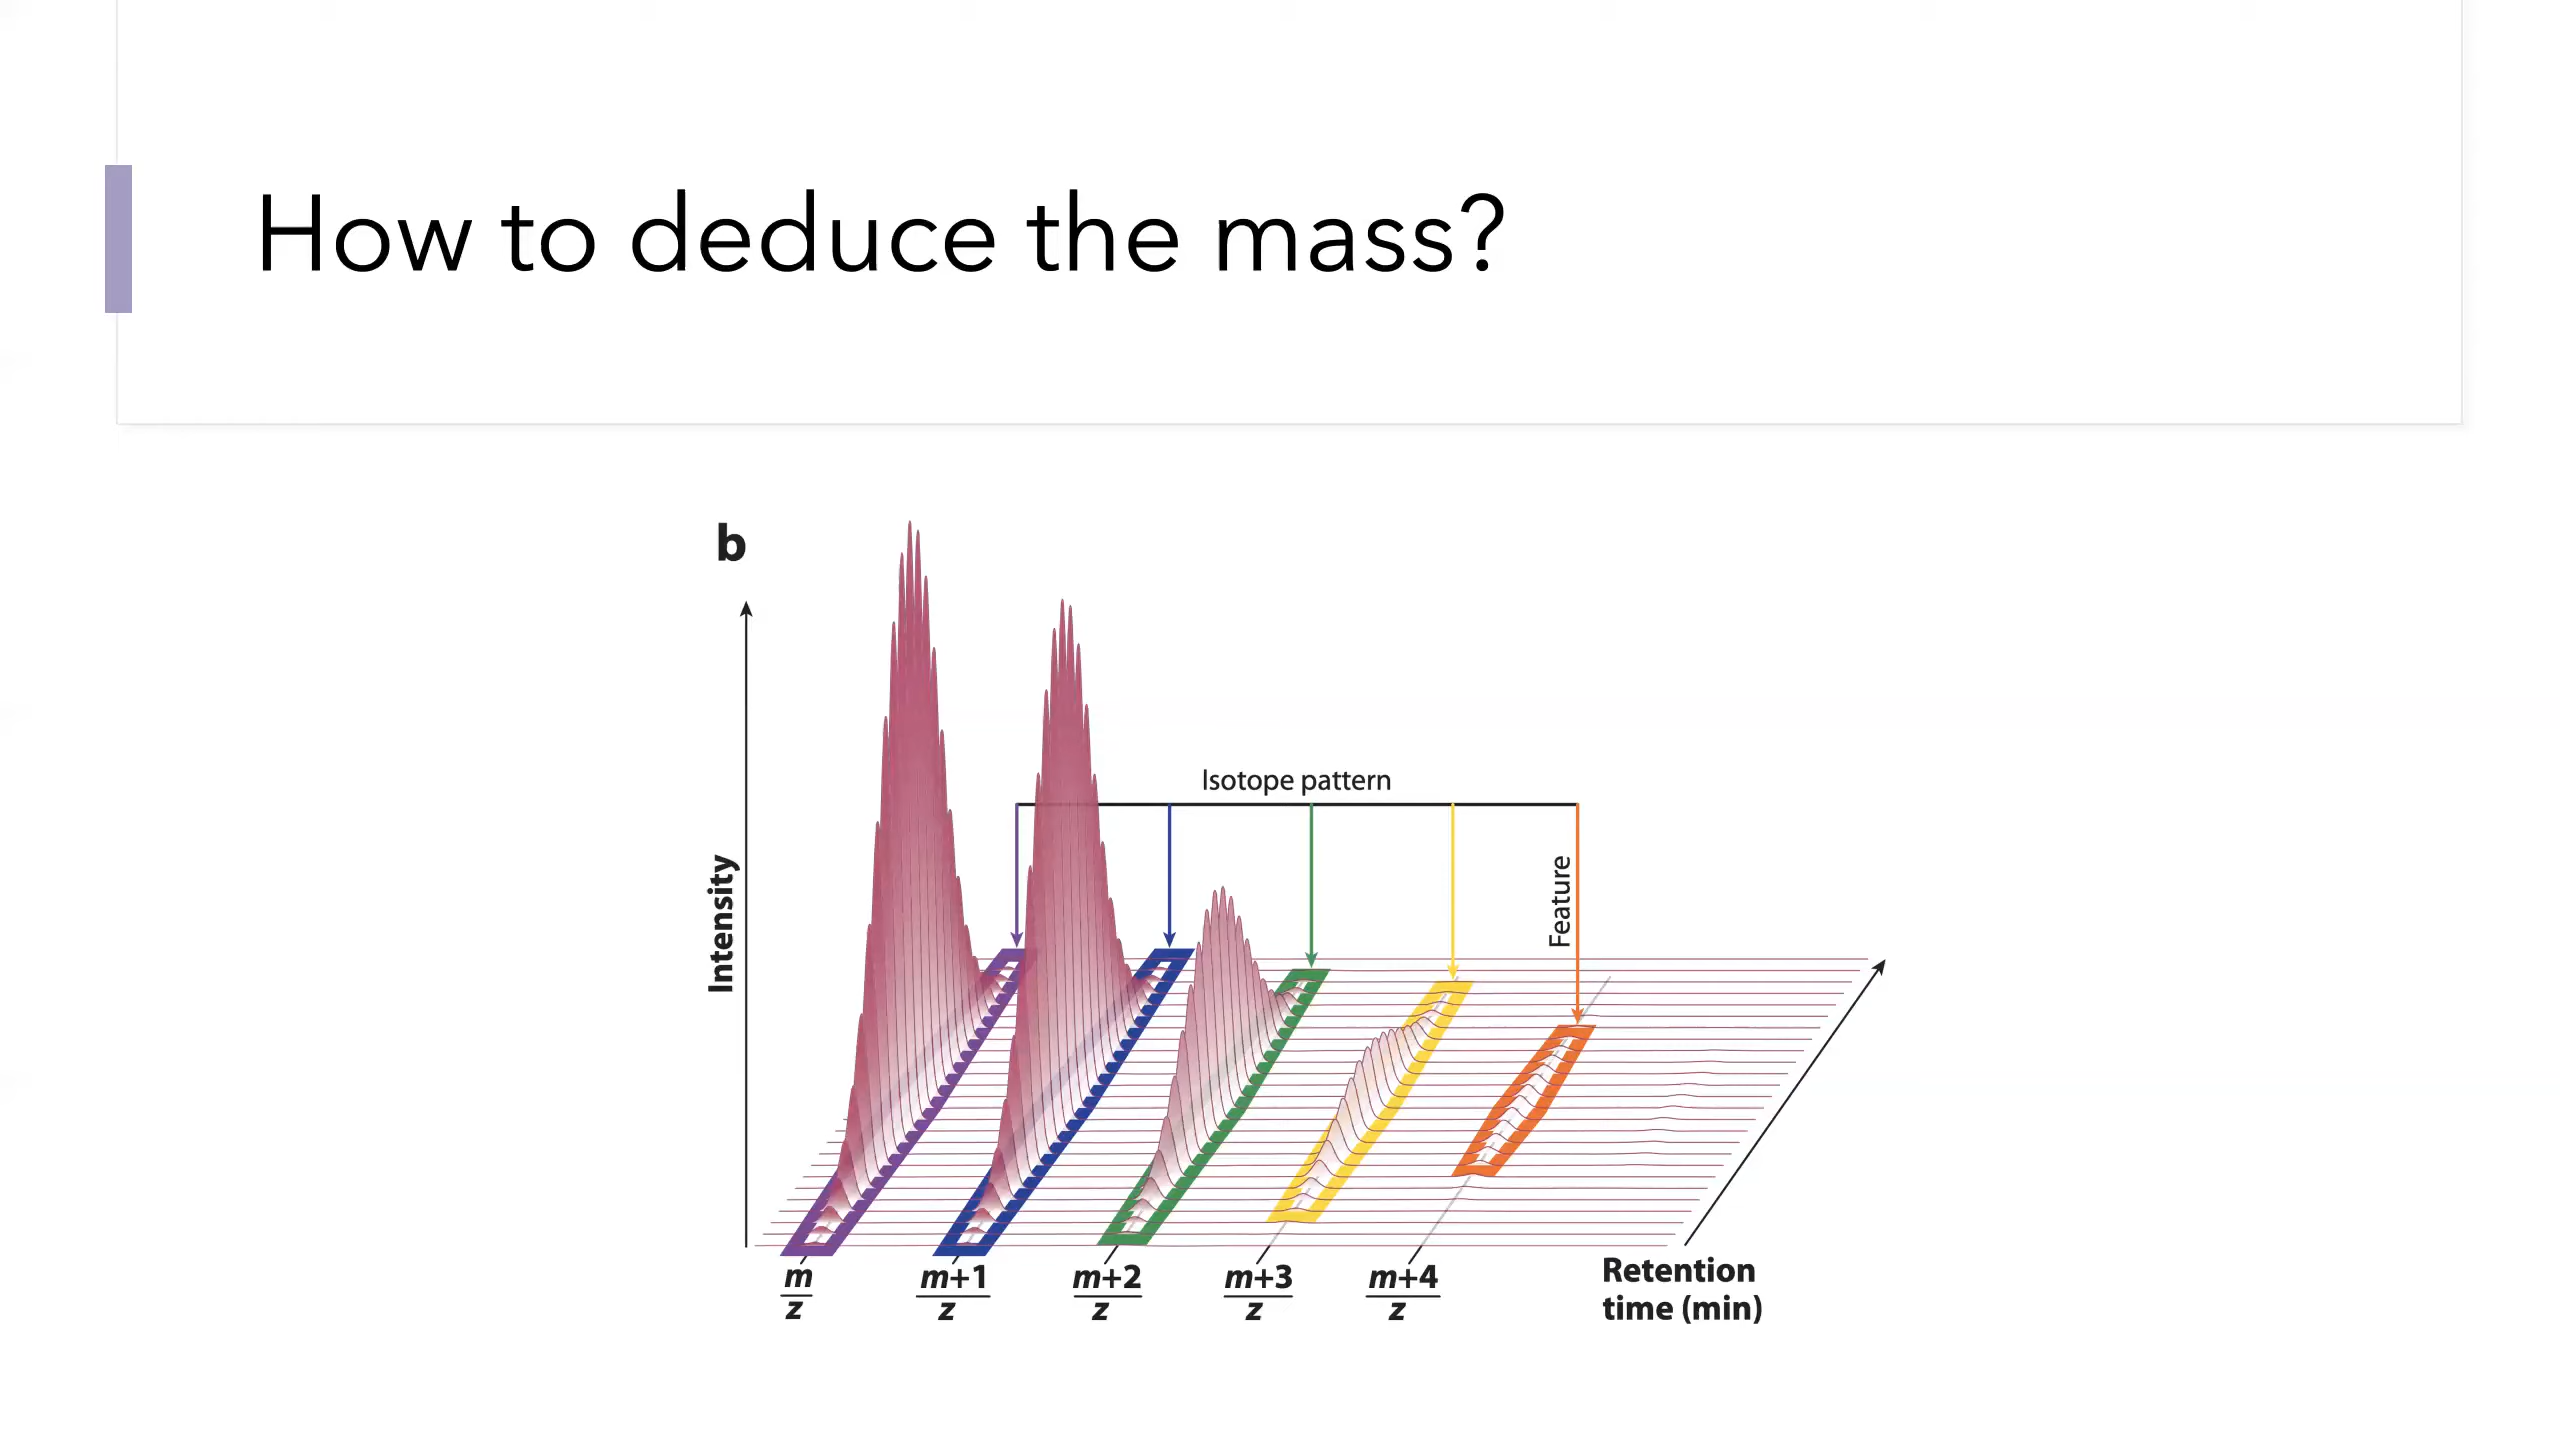 How to deduce the mass?
b
Isotope pattern
Feature
Intensity
m
z
m+1
z
m+2
z
m+3
z
m+4
z
Retention
time (min)